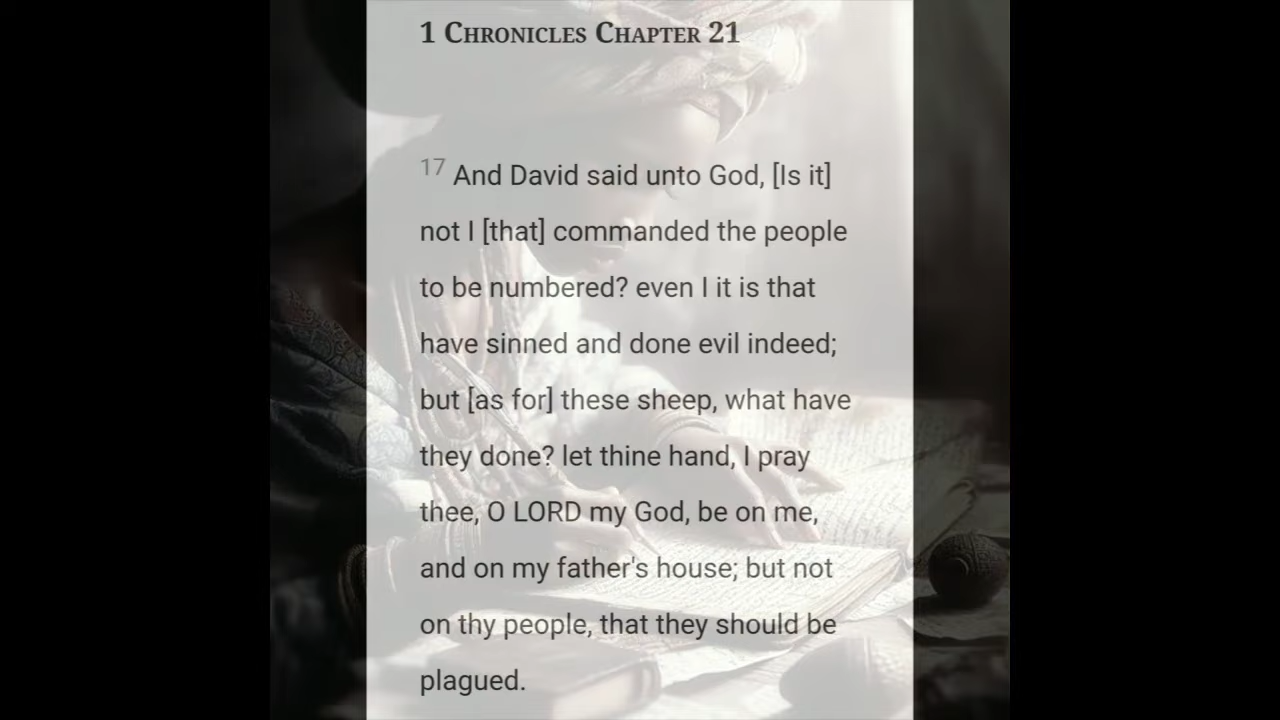 1 Chronicles Chapter 21
17 And David said unto God, [Is it]
not I [that] commanded the people
to be numbered? even I it is that
have sinned and done evil indeed;
but [as for] these sheep, what have
they done? let thine hand, I pray
thee, O LORD my God, be on me,
and on my father's house; but not
on thy people, that they should be
plagued.